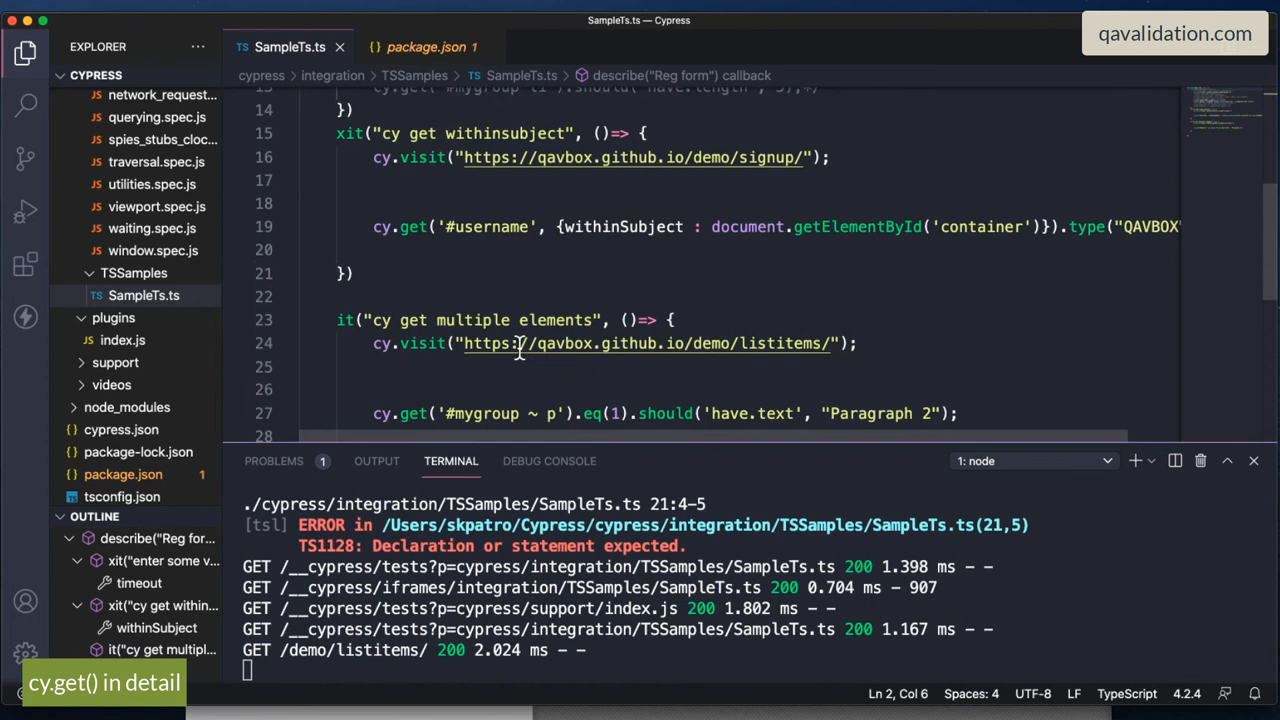 SampleTs.ts — Cypress
qavalidation.com
EXPLORER
SampleTs.ts
package.json
cypress > integration > TSSamples > TS SampleTs.ts > describe("Reg form") callback
CYPRESS
JS network_request...
JS querying.spec.js
JS spies_stubs_cloc...
JS traversal.spec.js
JS utilities.spec.js
JS viewport.spec.js
JS waiting.spec.js
JS window.spec.js
TSSamples
TS SampleTs.ts
plugins
JS index.js
support
videos
node_modules
{} cypress.json
{} package-lock.json
{} package.json 1
tsconfig.json
OUTLINE
describe("Reg for...
xit("enter some v...
timeout
xit("cy get within...
withinSubject
it("cy get multipl...
14 })
15 xit("cy get withinsubject", ()=> {
16 cy.visit("https://qavbox.github.io/demo/signup/");
17
18
19 cy.get('#username', {withinSubject : document.getElementById('container')}).type("QAVBOX"
20
21 })
22
23 it("cy get multiple elements", ()=> {
24 cy.visit("https://qavbox.github.io/demo/listitems/");
25
26
27 cy.get('#mygroup ~ p').eq(1).should('have.text', "Paragraph 2");
28
PROBLEMS 1 OUTPUT TERMINAL DEBUG CONSOLE 1: node
./cypress/integration/TSSamples/SampleTs.ts 21:4-5
[tsl] ERROR in /Users/skpatro/Cypress/cypress/integration/TSSamples/SampleTs.ts(21,5)
TS1128: Declaration or statement expected.
GET /__cypress/tests?p=cypress/integration/TSSamples/SampleTs.ts 200 1.398 ms - -
GET /__cypress/iframes/integration/TSSamples/SampleTs.ts 200 0.704 ms - 907
GET /__cypress/tests?p=cypress/support/index.js 200 1.802 ms - -
GET /__cypress/tests?p=cypress/integration/TSSamples/SampleTs.ts 200 1.167 ms - -
GET /demo/listitems/ 200 2.024 ms - -
cy.get() in detail
Ln 2, Col 6 Spaces: 4 UTF-8 LF TypeScript 4.2.4